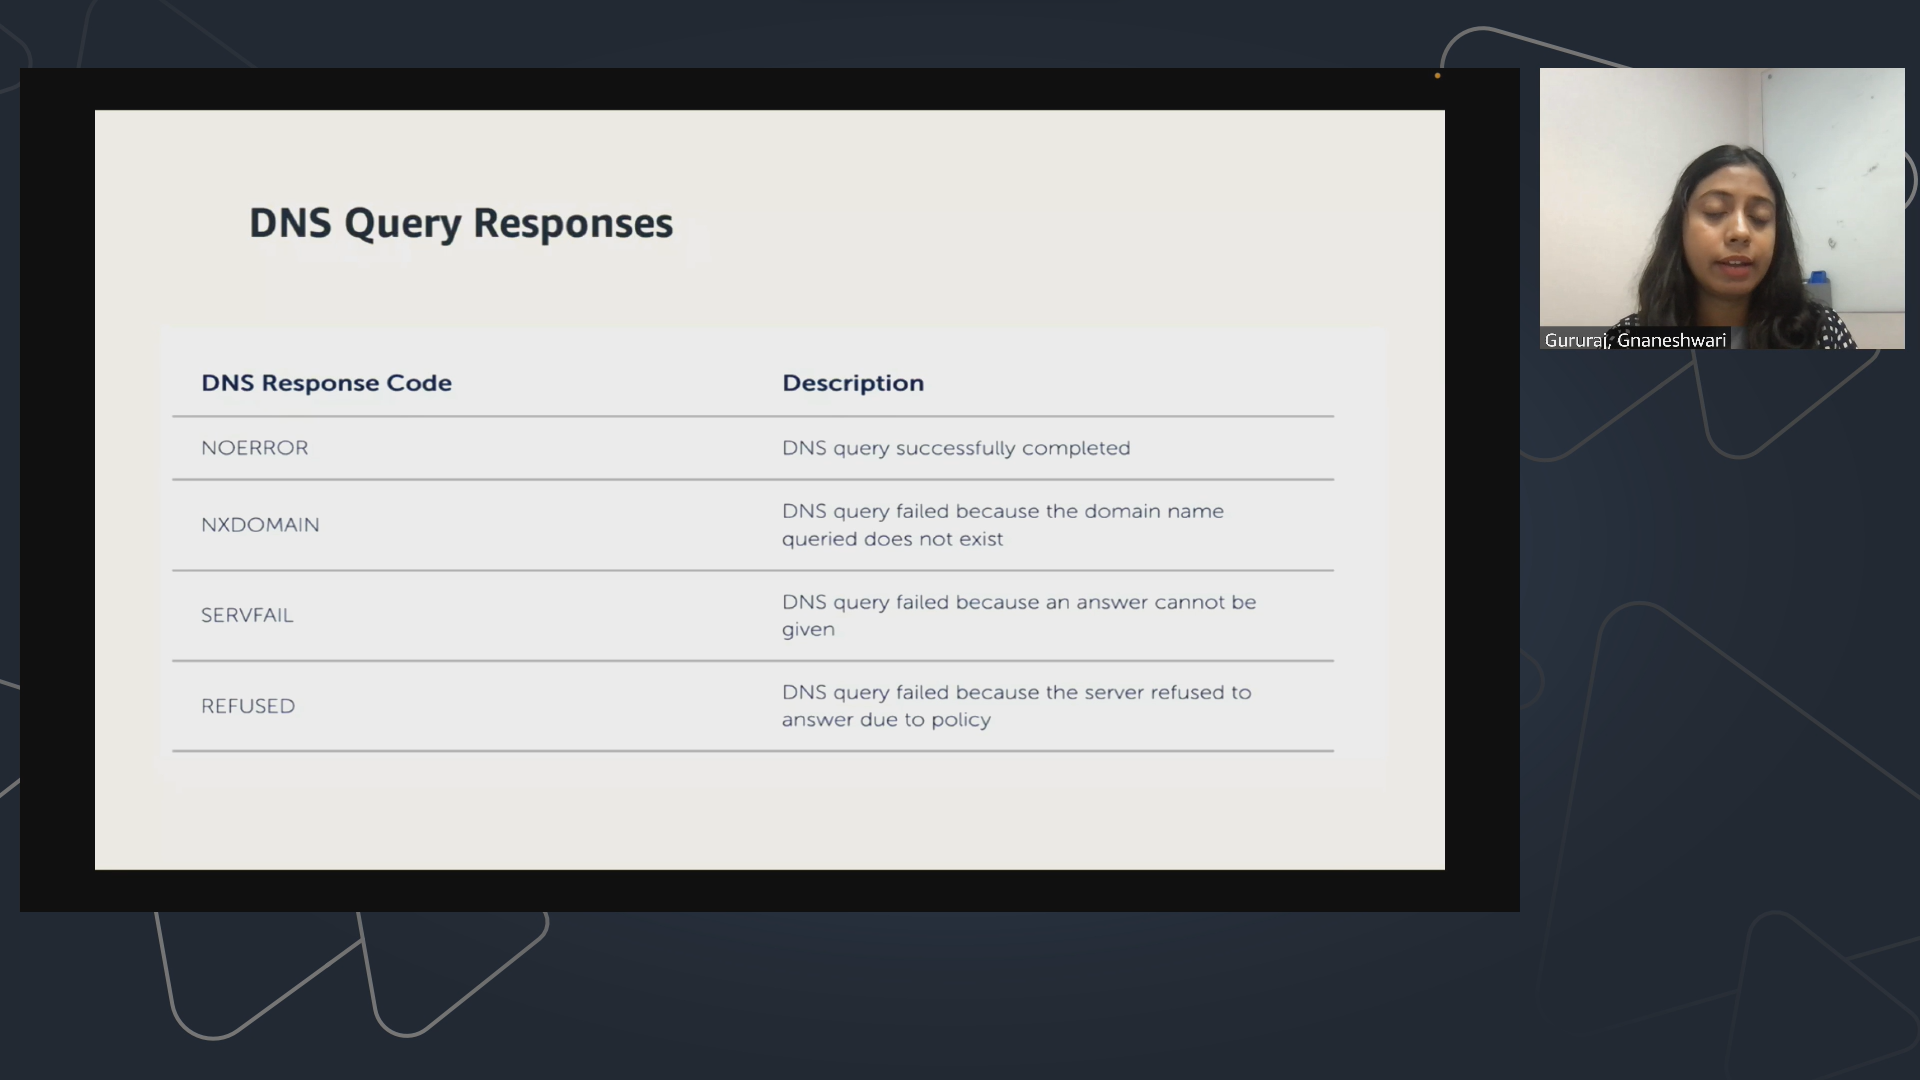 DNS Query Responses
DNS Response Code Description
NOERROR DNS query successfully completed
NXDOMAIN DNS query failed because the domain name
queried does not exist
SERVFAIL DNS query failed because an answer cannot be
given
REFUSED DNS query failed because the server refused to
answer due to policy
Gururaj, Gnaneshwari